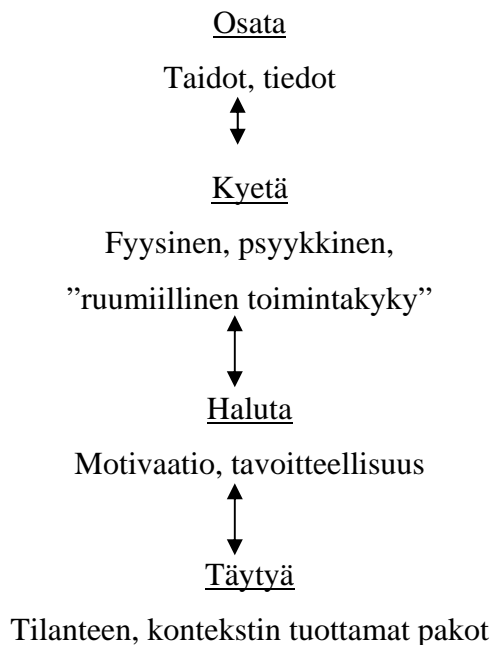 Osata
Taidot, tiedot
Kyetä
Fyysinen, psyykkinen,
”ruumiillinen toimintakyky”
Haluta
Motivaatio, tavoitteellisuus
Täytyä
Tilanteen, kontekstin tuottamat pakot